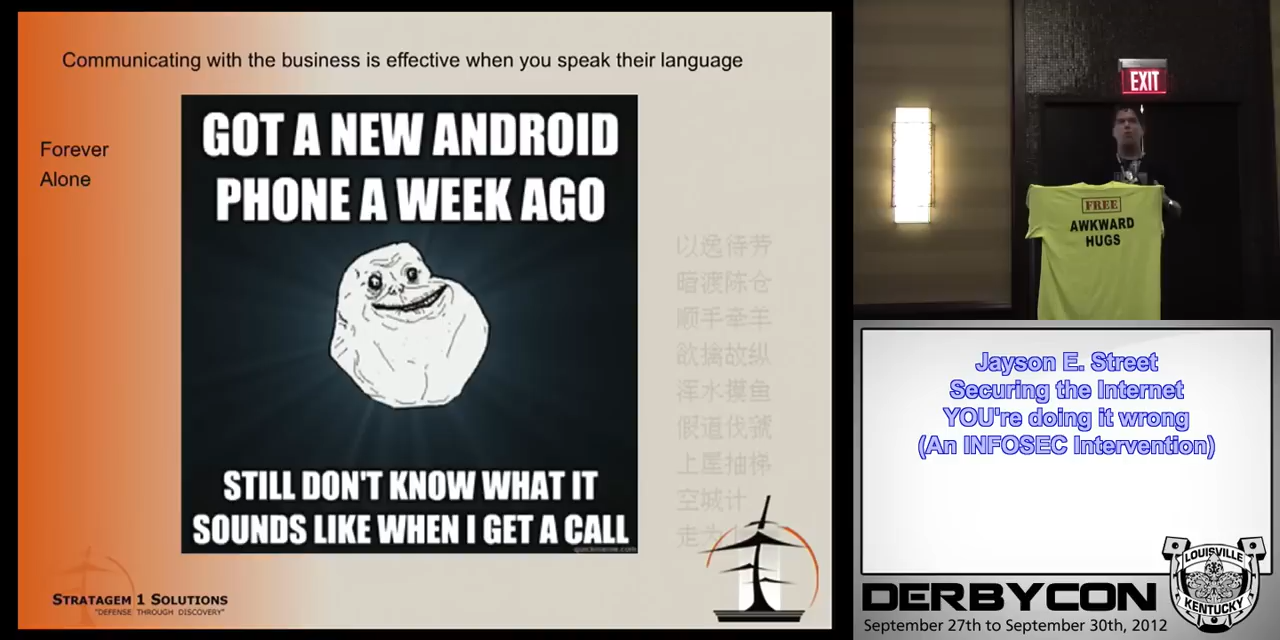 Communicating with the business is effective when you speak their language
Forever
Alone
GOT A NEW ANDROID
PHONE A WEEK AGO
STILL DON'T KNOW WHAT IT
SOUNDS LIKE WHEN I GET A CALL
quickmeme.com
以逸待劳
暗渡陈仓
顺手牵羊
欲擒故纵
浑水摸鱼
假道伐虢
上屋抽梯
空城计
走为
STRATAGEM 1 SOLUTIONS
"DEFENSE THROUGH DISCOVERY"
EXIT
FREE
AWKWARD
HUGS
Jayson E. Street
Securing the Internet
YOU're doing it wrong
(An INFOSEC Intervention)
LOUISVILLE
KENTUCKY
DERBYCON
September 27th to September 30th, 2012